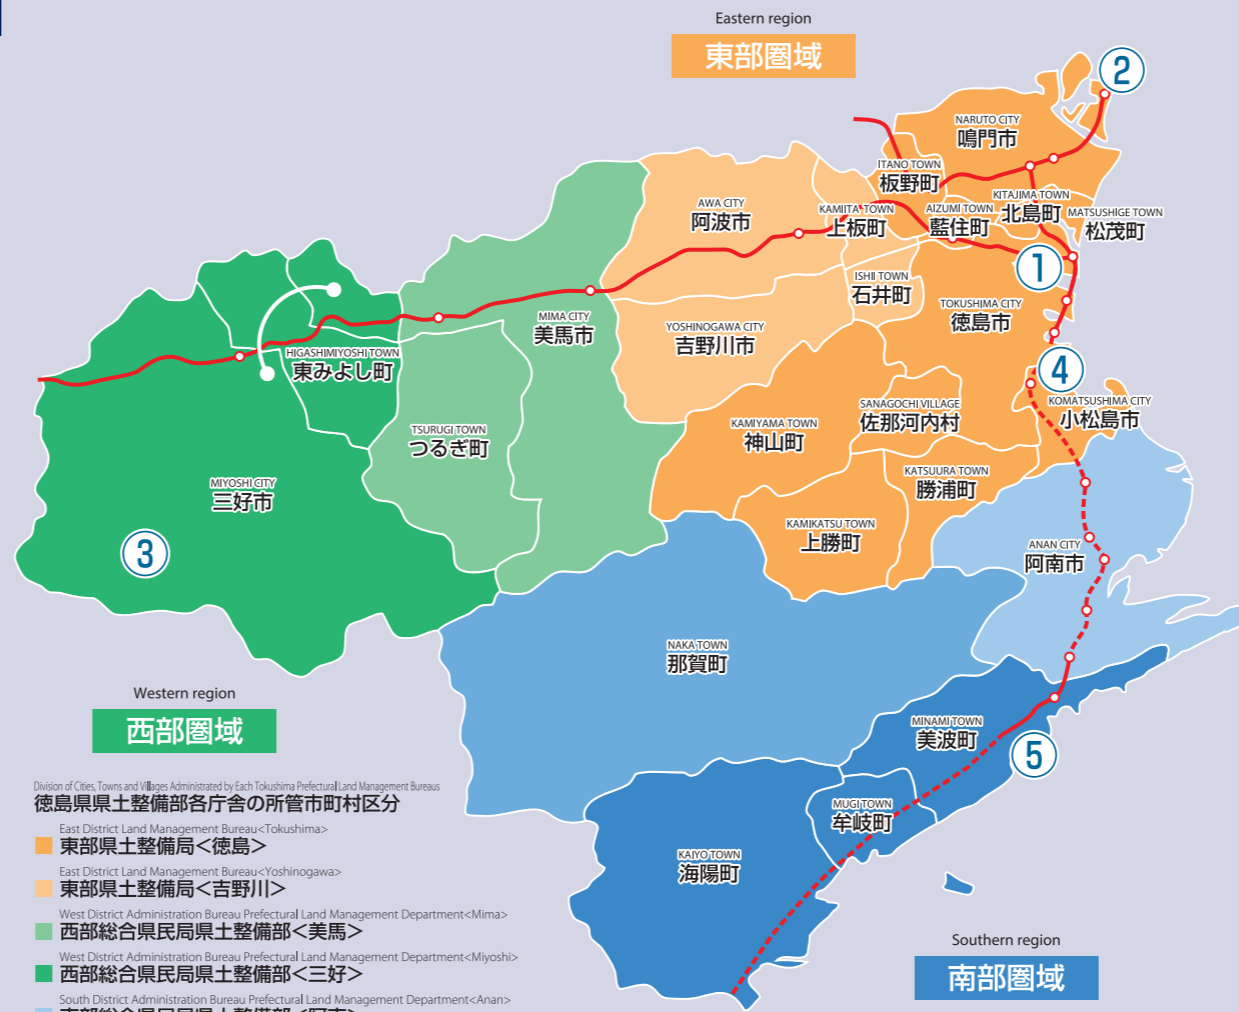 Eastern region
東部圏域
②
NARUTO CITY
鳴門市
ITANO TOWN
板野町
KITAJIMA TOWN
北島町
AIZUMI TOWN
藍住町
MATSUSHIGE TOWN
松茂町
AWA CITY
阿波市
KAMIITA TOWN
上板町
①
ISHII TOWN
石井町
TOKUSHIMA CITY
徳島市
MIMA CITY
美馬市
YOSHINOGAWA CITY
吉野川市
HIGASHIMIYOSHI TOWN
東みよし町
④
KOMATSUSHIMA CITY
小松島市
SANAGOCHI VILLAGE
佐那河内村
KAMIYAMA TOWN
神山町
TSURUGI TOWN
つるぎ町
KATSUURA TOWN
勝浦町
MIYOSHI CITY
三好市
KAMIKATSU TOWN
上勝町
③
ANAN CITY
阿南市
NAKA TOWN
那賀町
MINAMI TOWN
美波町
⑤
MUGI TOWN
牟岐町
KAIYO TOWN
海陽町
Western region
西部圏域
Division of Cities, Towns and Villages Administrated by Each Tokushima Prefectural Land Management Bureaus
徳島県県土整備部各庁舎の所管市町村区分
East District Land Management Bureau<Tokushima>
東部県土整備局<徳島>
East District Land Management Bureau<Yoshinogawa>
東部県土整備局<吉野川>
West District Administration Bureau Prefectural Land Management Department<Mima>
西部総合県民局県土整備部<美馬>
West District Administration Bureau Prefectural Land Management Department<Miyoshi>
西部総合県民局県土整備部<三好>
South District Administration Bureau Prefectural Land Management Department<Anan>
Southern region
南部圏域